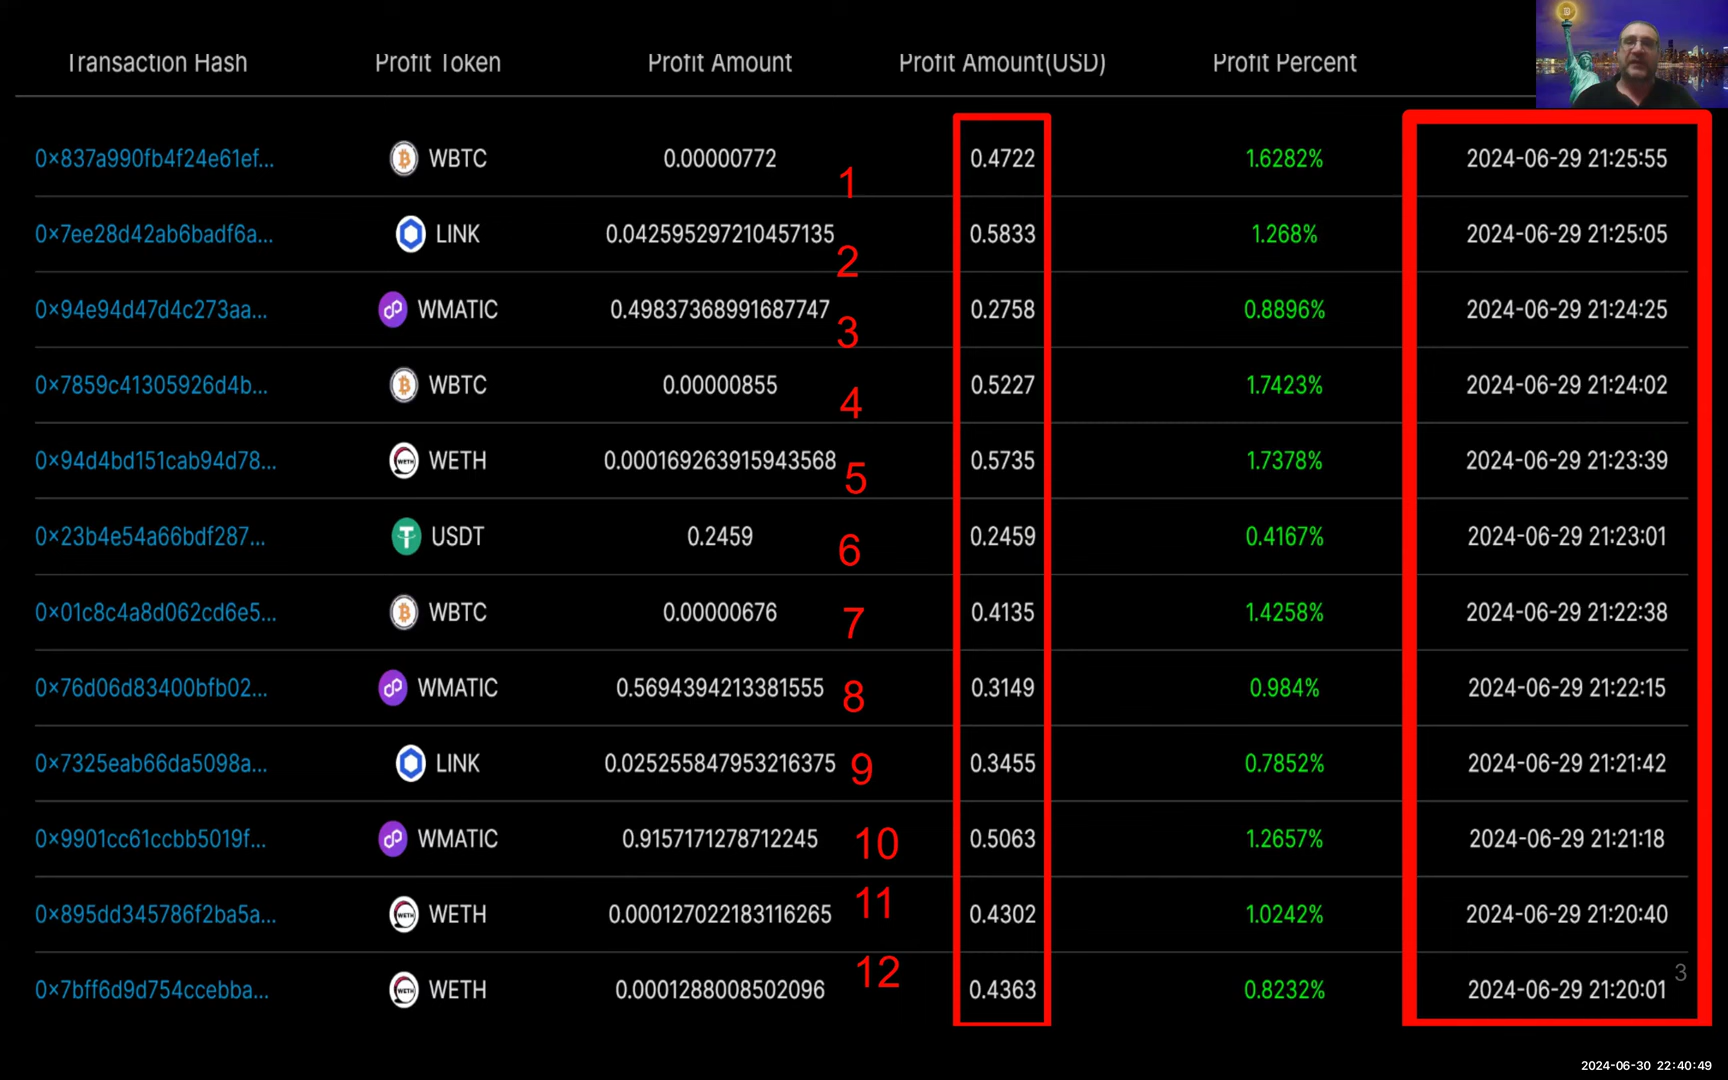 Transaction Hash Profit Token Profit Amount Profit Amount(USD) Profit Percent
0x837a990fb4f24e61ef... WBTC 0.00000772 1 0.4722 1.6282% 2024-06-29 21:25:55
0x7ee28d42ab6badf6a... LINK 0.042595297210457135 2 0.5833 1.268% 2024-06-29 21:25:05
0x94e94d47d4c273aa... WMATIC 0.49837368991687747 3 0.2758 0.8896% 2024-06-29 21:24:25
0x7859c41305926d4b... WBTC 0.00000855 4 0.5227 1.7423% 2024-06-29 21:24:02
0x94d4bd151cab94d78... WETH WETH 0.000169263915943568 5 0.5735 1.7378% 2024-06-29 21:23:39
0x23b4e54a66bdf287... USDT 0.2459 6 0.2459 0.4167% 2024-06-29 21:23:01
0x01c8c4a8d062cd6e5... WBTC 0.00000676 7 0.4135 1.4258% 2024-06-29 21:22:38
0x76d06d83400bfb02... WMATIC 0.5694394213381555 8 0.3149 0.984% 2024-06-29 21:22:15
0x7325eab66da5098a... LINK 0.025255847953216375 9 0.3455 0.7852% 2024-06-29 21:21:42
0x9901cc61ccbb5019f... WMATIC 0.9157171278712245 10 0.5063 1.2657% 2024-06-29 21:21:18
0x895dd345786f2ba5a... WETH WETH 0.000127022183116265 11 0.4302 1.0242% 2024-06-29 21:20:40
0x7bff6d9d754ccebba... WETH WETH 0.0001288008502096 12 0.4363 0.8232% 2024-06-29 21:20:01 3
2024-06-30 22:40:49